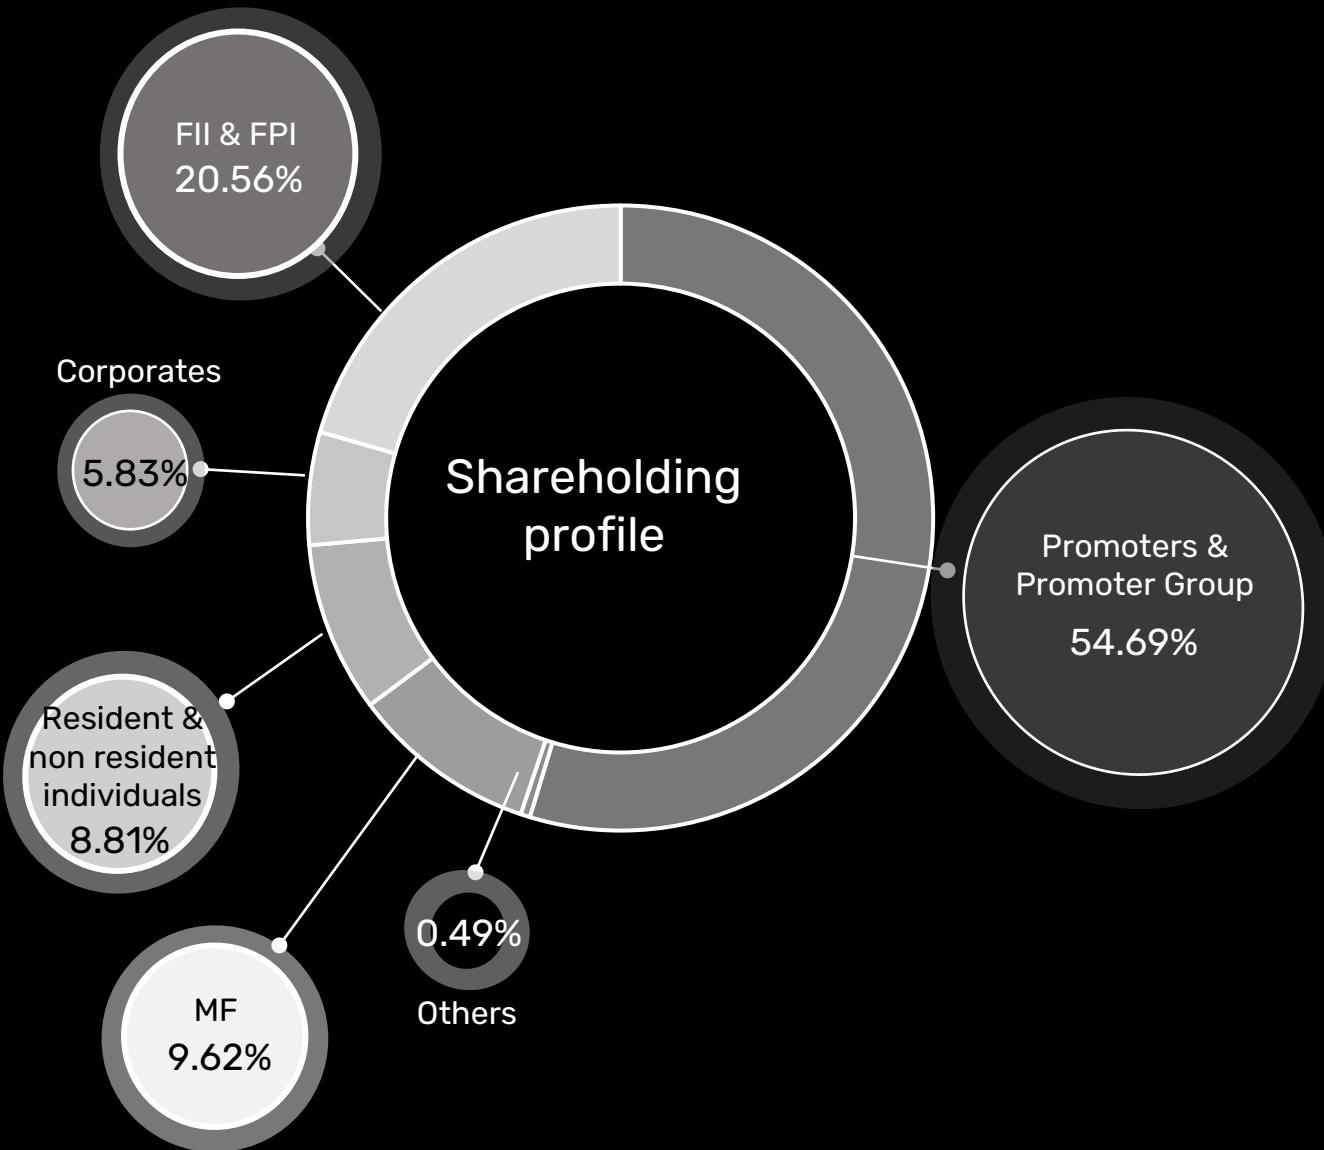 FII & FPI
20.56%
Corporates
5.83%
Shareholding
profile
Promoters &
Promoter Group
54.69%
Resident &
non resident
individuals
8.81%
0.49%
Others
MF
9.62%